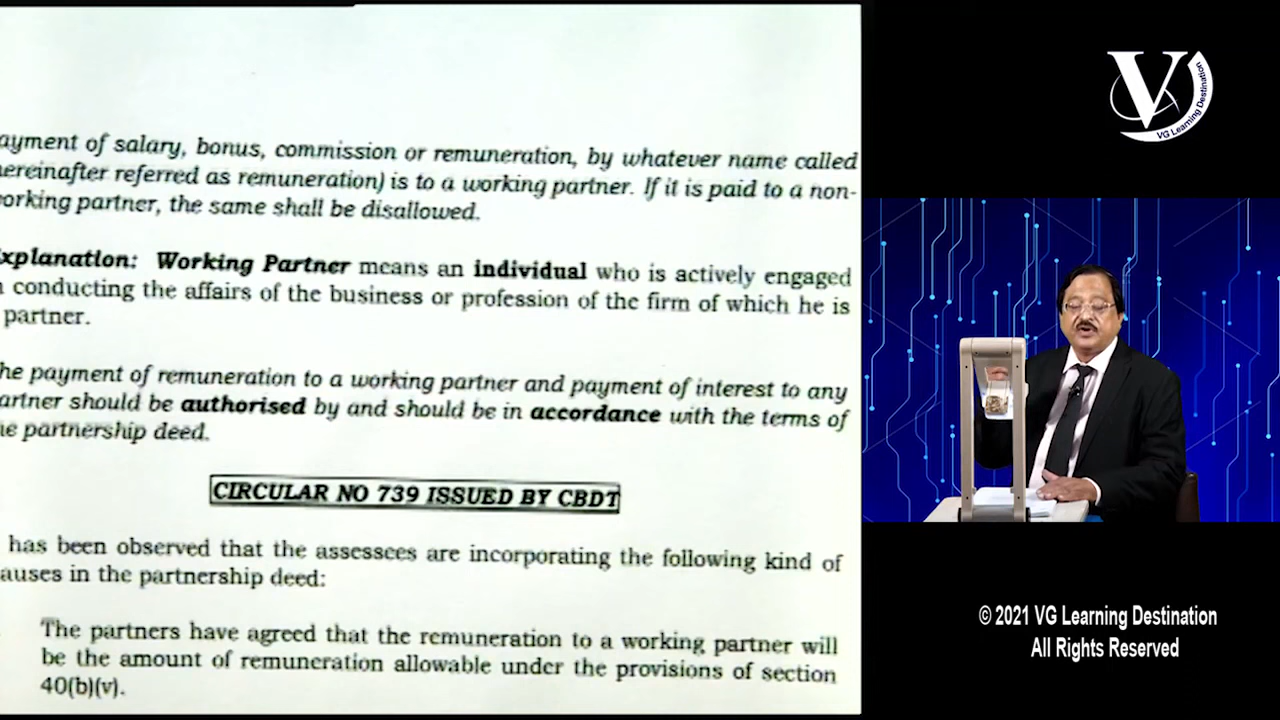 ayment of salary, bonus, commission or remuneration, by whatever name called
ereinafter referred as remuneration) is to a working partner. If it is paid to a non-
orking partner, the same shall be disallowed.
xplanation: Working Partner means an individual who is actively engaged
conducting the affairs of the business or profession of the firm of which he is
partner.
he payment of remuneration to a working partner and payment of interest to any
artner should be authorised by and should be in accordance with the terms of
e partnership deed.
CIRCULAR NO 739 ISSUED BY CBDT
has been observed that the assessees are incorporating the following kind of
auses in the partnership deed:
The partners have agreed that the remuneration to a working partner will
be the amount of remuneration allowable under the provisions of section
40(b)(v).
V
VG Learning Destination
© 2021 VG Learning Destination
All Rights Reserved